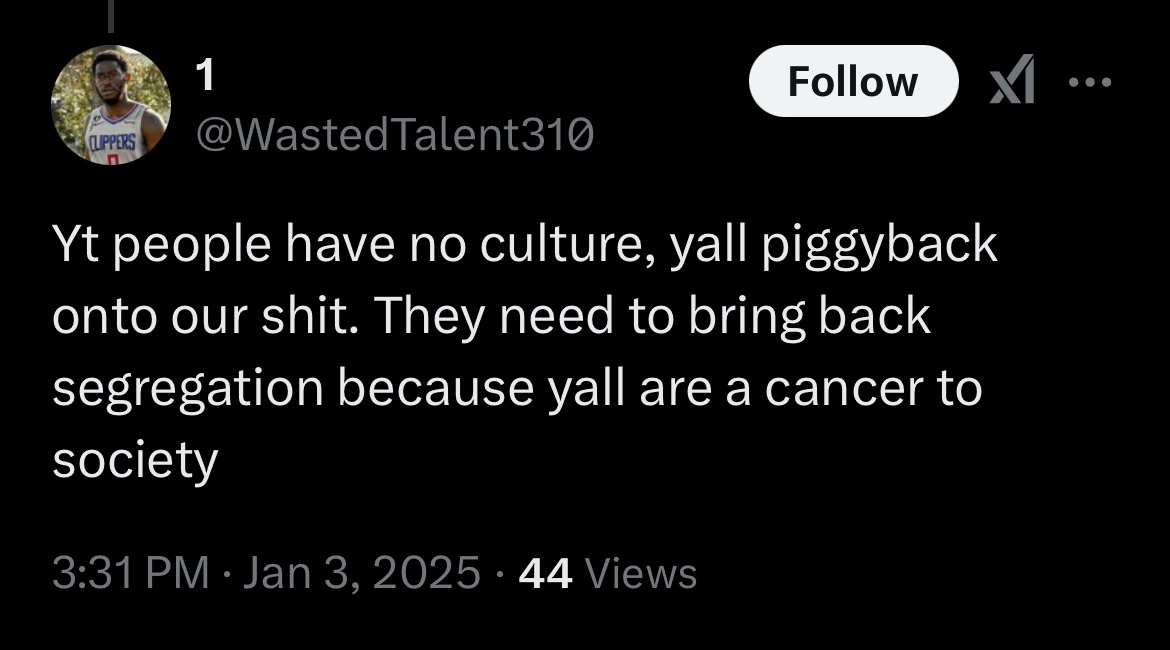 1
Follow
@WastedTalent310
CLIPPERS
Yt people have no culture, yall piggyback
onto our shit. They need to bring back
segregation because yall are a cancer to
society
3:31 PM · Jan 3, 2025 · 44 Views